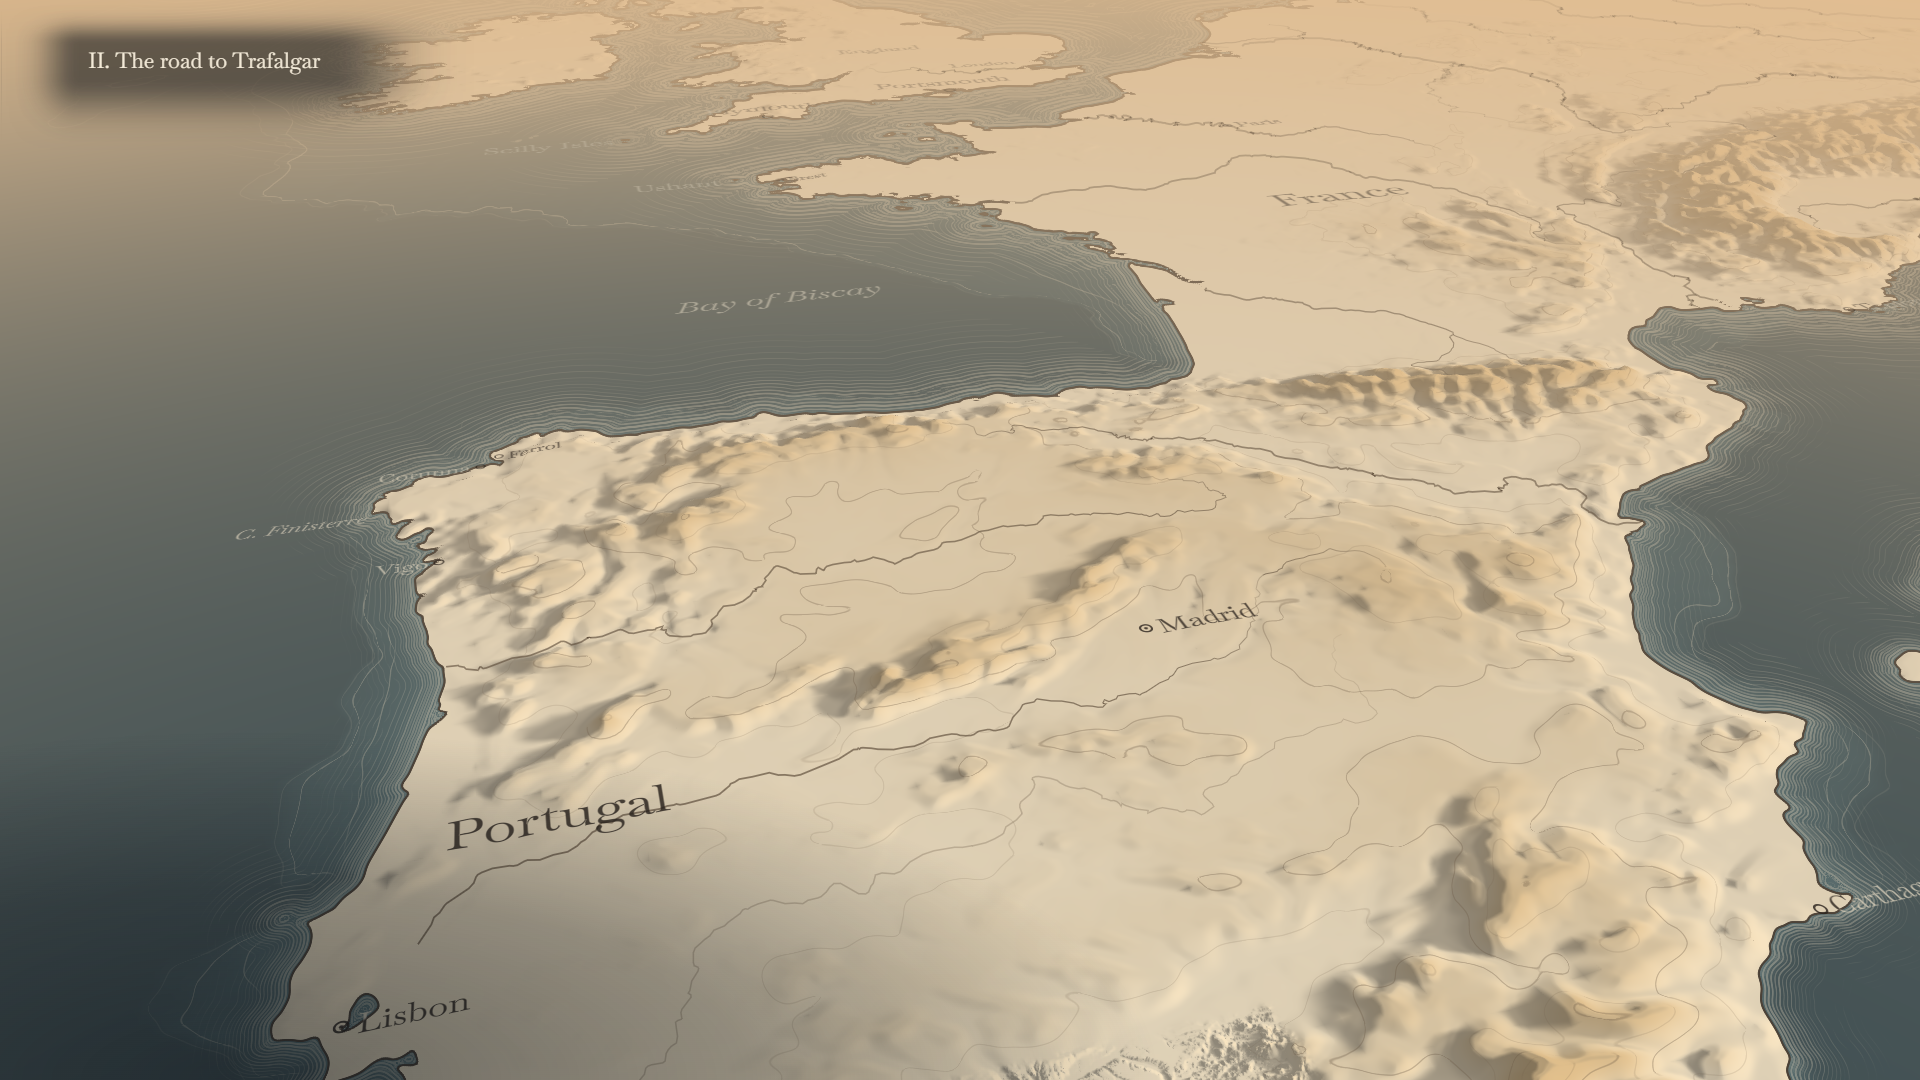 II. The road to Trafalgar
England
London
Portsmouth
Plymouth
Scilly Isles
Paris
Ushant
Brest
France
Bay of Biscay
Ferrol
Corunna
C. Finisterre
Vigo
Madrid
Portugal
Lisbon